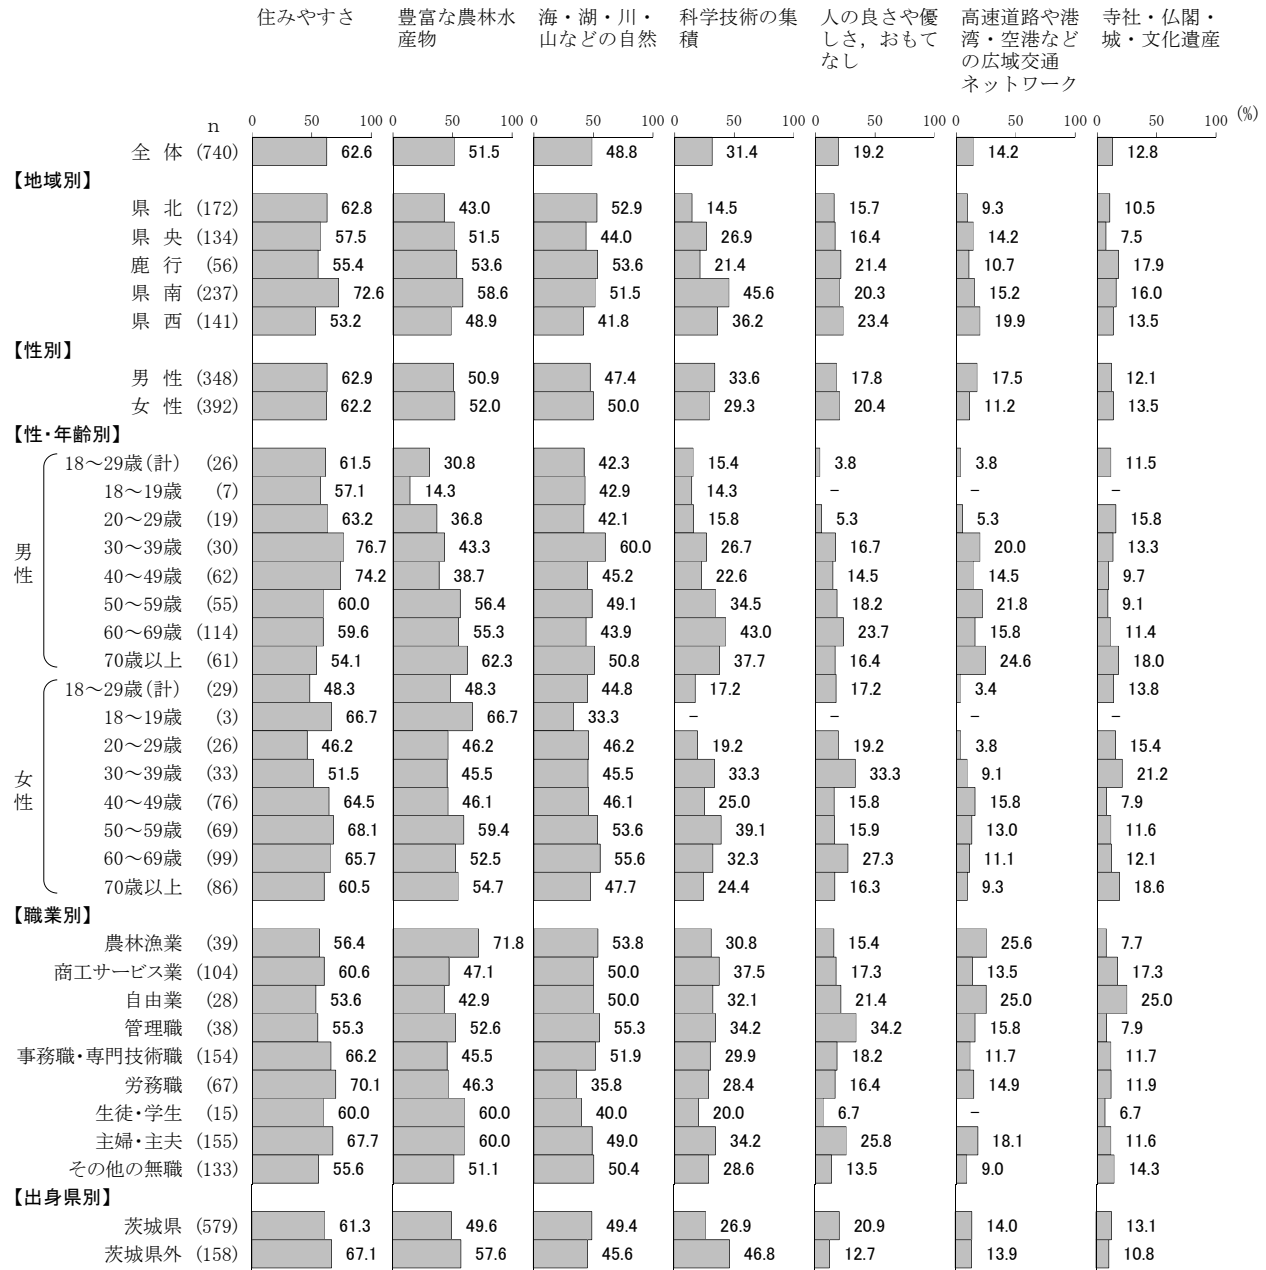 住みやすさ 豊富な農林水 海・湖・川・ 科学技術の集 人の良さや優 高速道路や港 寺社・仏閣・
産物 山などの自然 積 しさ，おもて 湾・空港など 城・文化遺産
なし の広域交通
ネットワーク
(%)
n 0 50 100 0 50 100 0 50 100 0 50 100 0 50 100 0 50 100 0 50 100
全 体 (740) 62.6 51.5 48.8 31.4 19.2 14.2 12.8
【地域別】
県 北 (172) 62.8 43.0 52.9 14.5 15.7 9.3 10.5
県 央 (134) 57.5 51.5 44.0 26.9 16.4 14.2 7.5
鹿 行 (56) 55.4 53.6 53.6 21.4 21.4 10.7 17.9
県 南 (237) 72.6 58.6 51.5 45.6 20.3 15.2 16.0
県 西 (141) 53.2 48.9 41.8 36.2 23.4 19.9 13.5
【性別】
男 性 (348) 62.9 50.9 47.4 33.6 17.8 17.5 12.1
女 性 (392) 62.2 52.0 50.0 29.3 20.4 11.2 13.5
【性・年齢別】
男性
18～29歳(計) (26) 61.5 30.8 42.3 15.4 3.8 3.8 11.5
18～19歳 (7) 57.1 14.3 42.9 14.3 － － －
20～29歳 (19) 63.2 36.8 42.1 15.8 5.3 5.3 15.8
30～39歳 (30) 76.7 43.3 60.0 26.7 16.7 20.0 13.3
40～49歳 (62) 74.2 38.7 45.2 22.6 14.5 14.5 9.7
50～59歳 (55) 60.0 56.4 49.1 34.5 18.2 21.8 9.1
60～69歳 (114) 59.6 55.3 43.9 43.0 23.7 15.8 11.4
70歳以上 (61) 54.1 62.3 50.8 37.7 16.4 24.6 18.0
女性
18～29歳(計) (29) 48.3 48.3 44.8 17.2 17.2 3.4 13.8
18～19歳 (3) 66.7 66.7 33.3 － － － －
20～29歳 (26) 46.2 46.2 46.2 19.2 19.2 3.8 15.4
30～39歳 (33) 51.5 45.5 45.5 33.3 33.3 9.1 21.2
40～49歳 (76) 64.5 46.1 46.1 25.0 15.8 15.8 7.9
50～59歳 (69) 68.1 59.4 53.6 39.1 15.9 13.0 11.6
60～69歳 (99) 65.7 52.5 55.6 32.3 27.3 11.1 12.1
70歳以上 (86) 60.5 54.7 47.7 24.4 16.3 9.3 18.6
【職業別】
農林漁業 (39) 56.4 71.8 53.8 30.8 15.4 25.6 7.7
商工サービス業 (104) 60.6 47.1 50.0 37.5 17.3 13.5 17.3
自由業 (28) 53.6 42.9 50.0 32.1 21.4 25.0 25.0
管理職 (38) 55.3 52.6 55.3 34.2 34.2 15.8 7.9
事務職・専門技術職 (154) 66.2 45.5 51.9 29.9 18.2 11.7 11.7
労務職 (67) 70.1 46.3 35.8 28.4 16.4 14.9 11.9
生徒・学生 (15) 60.0 60.0 40.0 20.0 6.7 － 6.7
主婦・主夫 (155) 67.7 60.0 49.0 34.2 25.8 18.1 11.6
その他の無職 (133) 55.6 51.1 50.4 28.6 13.5 9.0 14.3
【出身県別】
茨城県 (579) 61.3 49.6 49.4 26.9 20.9 14.0 13.1
茨城県外 (158) 67.1 57.6 45.6 46.8 12.7 13.9 10.8